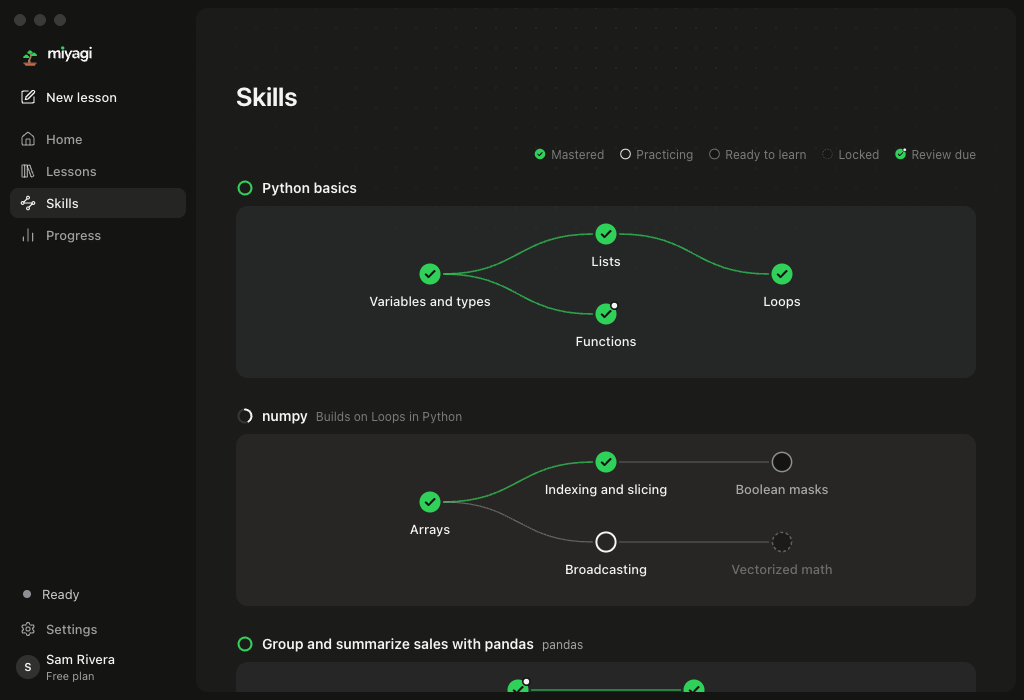 miyagi
New lesson
Home
Lessons
Skills
Progress
Ready
Settings
S
Sam Rivera
Free plan
Skills
Mastered
Practicing
Ready to learn
Locked
Review due
Python basics
Lists
Variables and types
Loops
Functions
numpy Builds on Loops in Python
Indexing and slicing
Boolean masks
Arrays
Broadcasting
Vectorized math
Group and summarize sales with pandas pandas